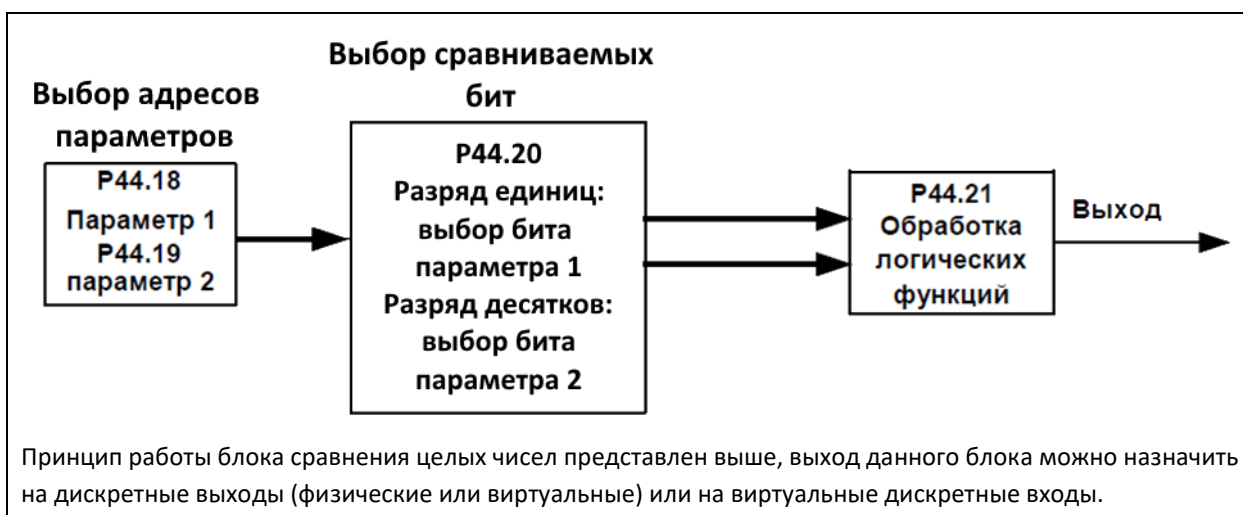 Выбор адресов
параметров
P44.18
Параметр 1
P44.19
параметр 2
Выбор сравниваемых
бит
P44.20
Разряд единиц:
выбор бита
параметра 1
Разряд десятков:
выбор бита
параметра 2
P44.21
Обработка
логических
функций
Выход
Принцип работы блока сравнения целых чисел представлен выше, выход данного блока можно назначить
на дискретные выходы (физические или виртуальные) или на виртуальные дискретные входы.